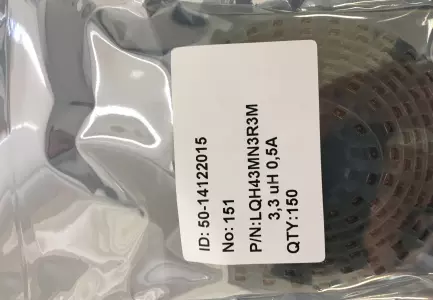 ID: 50-14122015
No: 151
P/N:LQH43MN3R3M
3,3 uH 0,5A
QTY:150